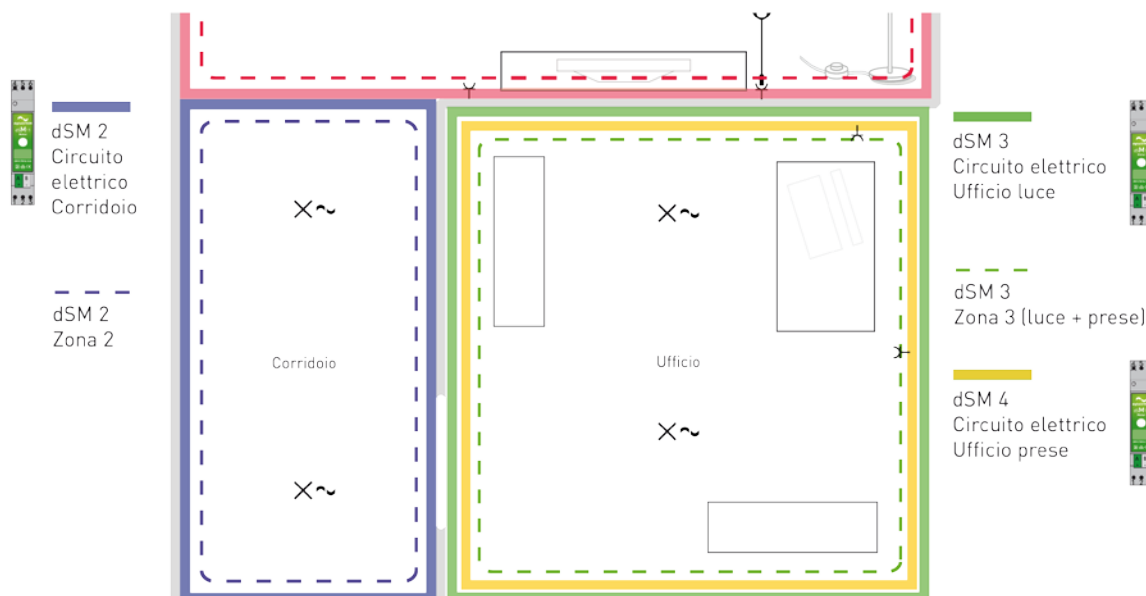 dSM 2
Circuito
elettrico
Corridoio
dSM 2
Zona 2
Corridoio
Ufficio
dSM 3
Circuito elettrico
Ufficio luce
dSM 3
Zona 3 (luce + prese)
dSM 4
Circuito elettrico
Ufficio prese